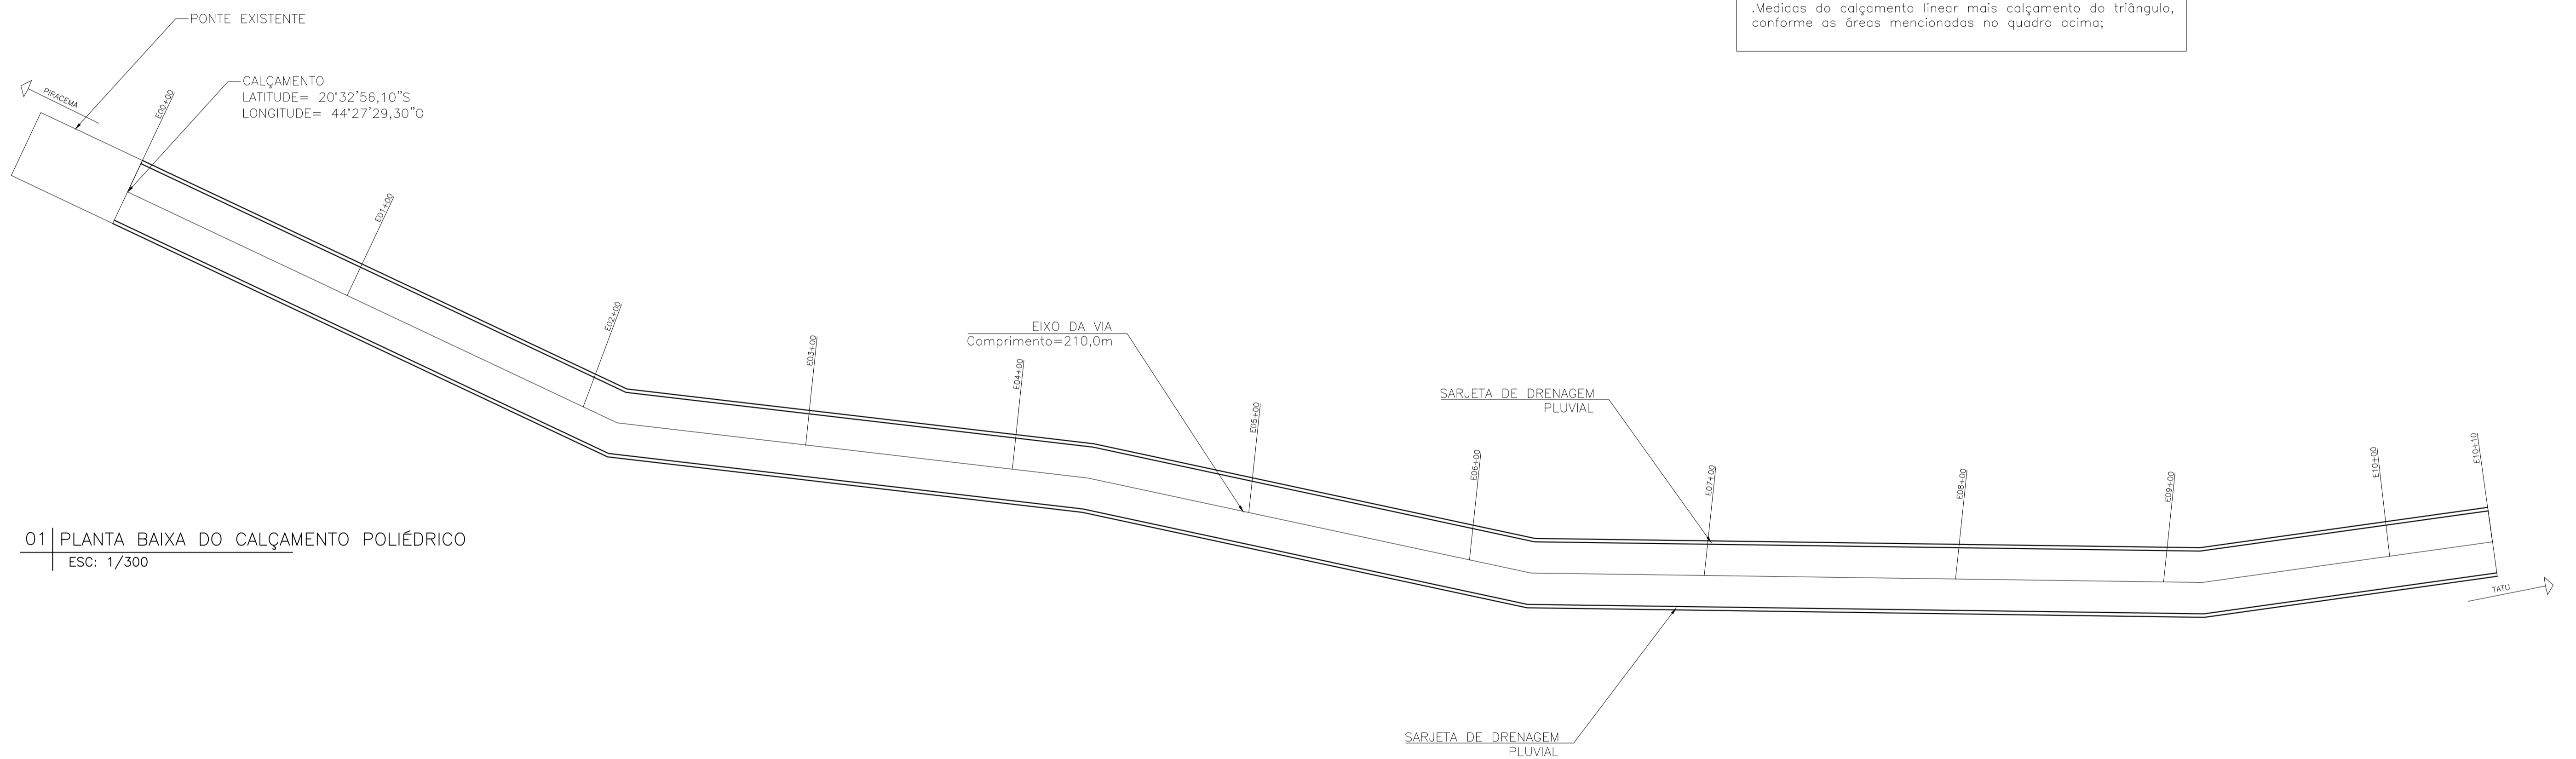 PONTE EXISTENTE
.Medidas do calçamento linear mais calçamento do triângulo,
conforme as áreas mencionadas no quadro acima;
PIRACEMA
CALÇAMENTO
LATITUDE= 20°32'56,10"S
LONGITUDE= 44°27'29,30"O
E00+00
E01+00
E02+00
E03+00
E04+00
EIXO DA VIA
Comprimento=210,0m
E05+00
E06+00
SARJETA DE DRENAGEM
PLUVIAL
E07+00
E08+00
E09+00
E10+00
E10+10
TATU
01 PLANTA BAIXA DO CALÇAMENTO POLIÉDRICO
ESC: 1/300
SARJETA DE DRENAGEM
PLUVIAL